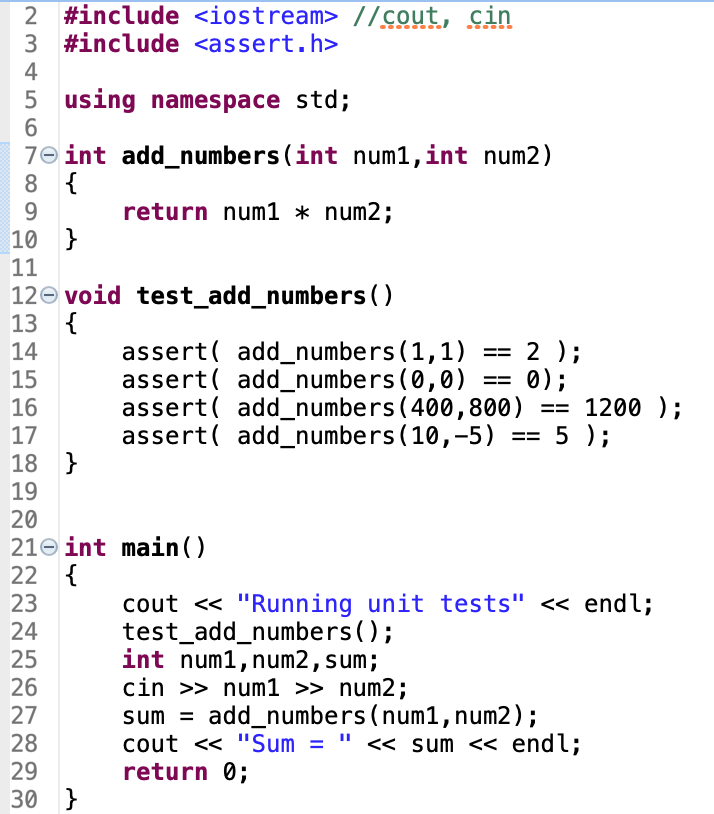 2 #include <iostream> //cout, cin
3 #include <assert.h>
4
5 using namespace std;
6
7 int add_numbers(int num1,int num2)
8 {
9     return num1 * num2;
10 }
11
12 void test_add_numbers()
13 {
14     assert( add_numbers(1,1) == 2 );
15     assert( add_numbers(0,0) == 0);
16     assert( add_numbers(400,800) == 1200 );
17     assert( add_numbers(10,-5) == 5 );
18 }
19
20
21 int main()
22 {
23     cout << "Running unit tests" << endl;
24     test_add_numbers();
25     int num1,num2,sum;
26     cin >> num1 >> num2;
27     sum = add_numbers(num1,num2);
28     cout << "Sum = " << sum << endl;
29     return 0;
30 }